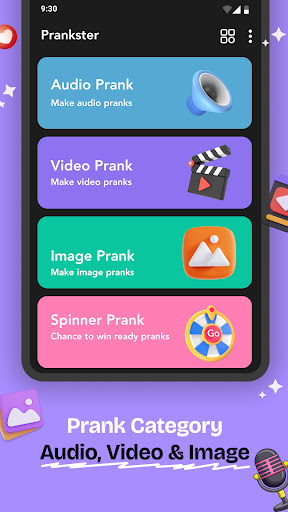 9:30
Prankster
Audio Prank
Make audio pranks
Video Prank
Make video pranks
Image Prank
Make image pranks
Spinner Prank
Chance to win ready pranks
Go
Prank Category
Audio, Video & Image